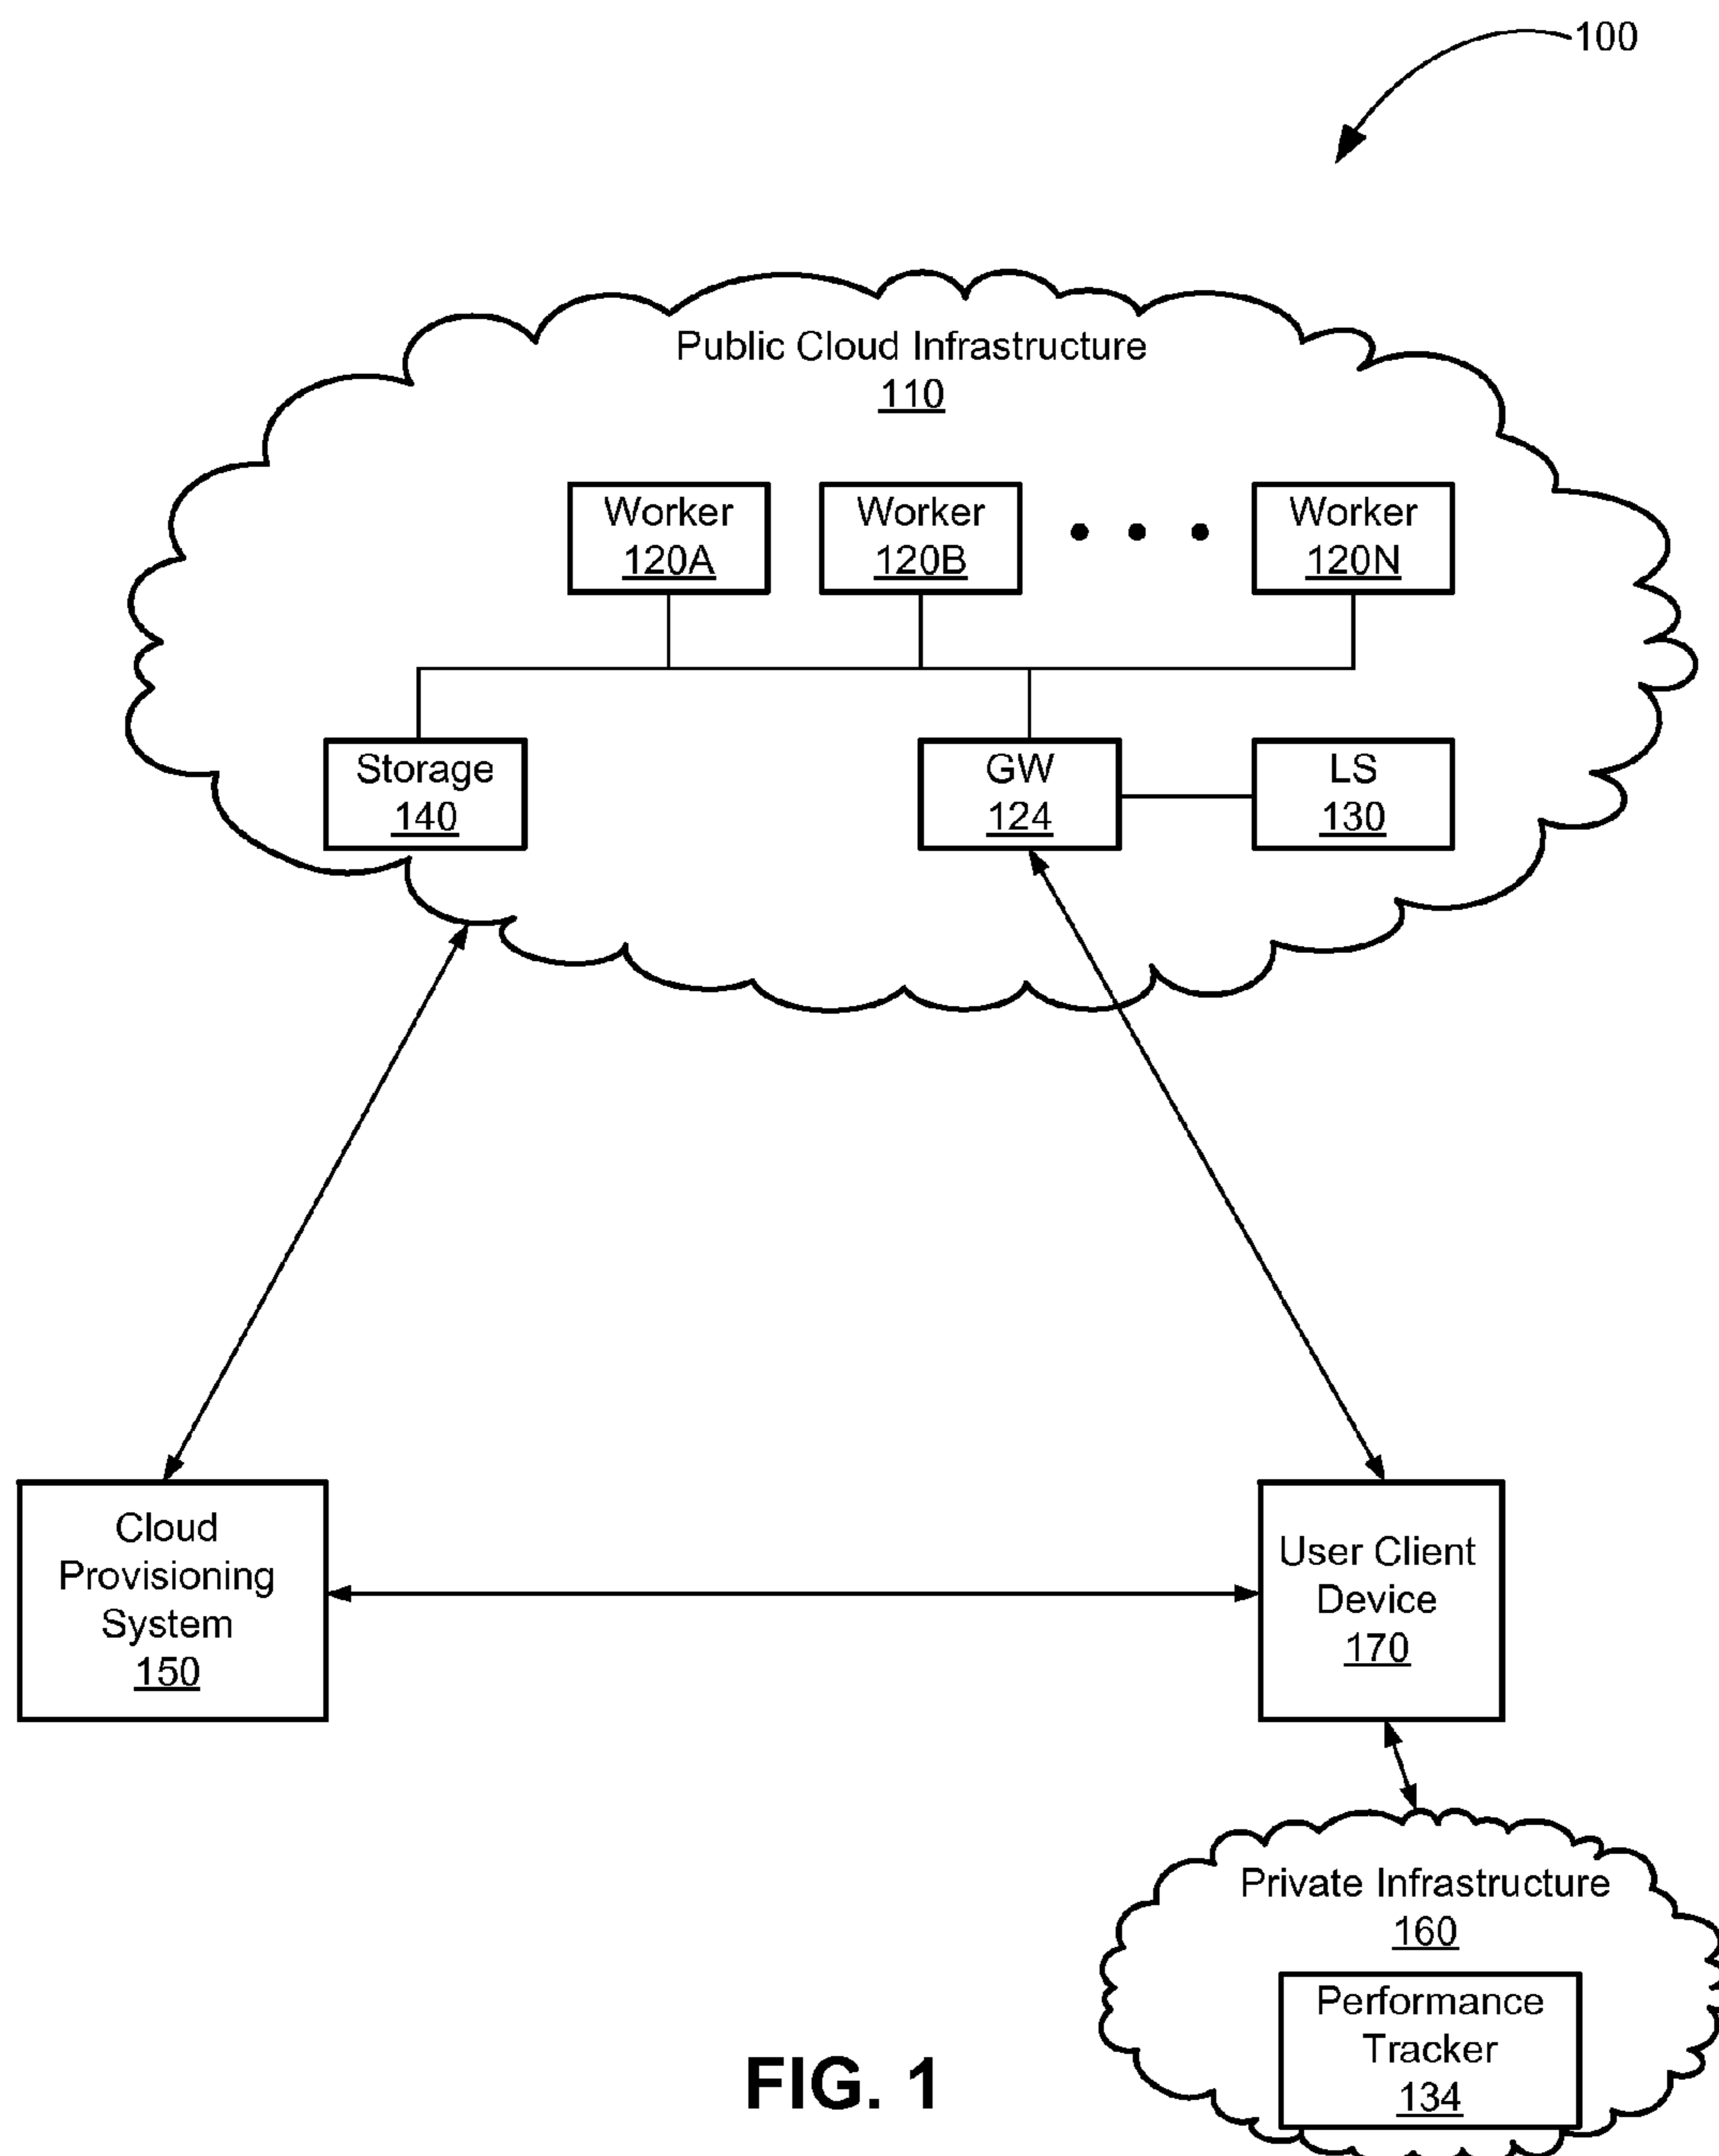 100
Public Cloud Infrastructure
110
Worker
120A
Worker
120B
Worker
120N
Storage
140
GW
124
LS
130
Cloud
Provisioning
System
150
User Client
Device
170
Private Infrastructure
160
Performance
Tracker
134
FIG. 1